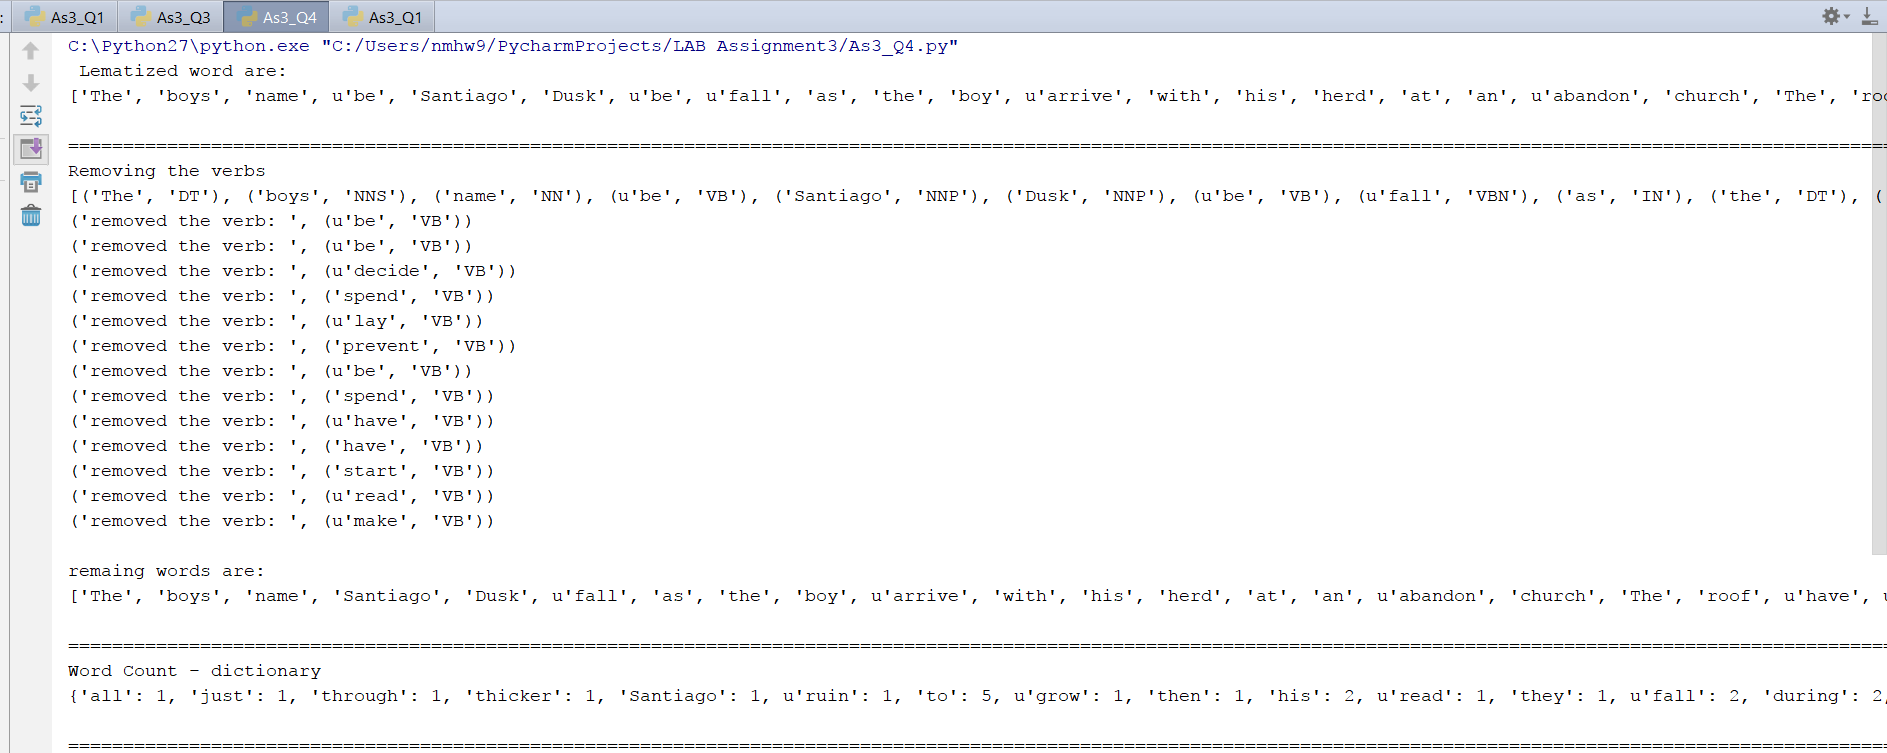 : As3_Q1 As3_Q3 As3_Q4 As3_Q1
C:\Python27\python.exe "C:/Users/nmhw9/PycharmProjects/LAB Assignment3/As3_Q4.py"
Lematized word are:
['The', 'boys', 'name', u'be', 'Santiago', 'Dusk', u'be', u'fall', 'as', 'the', 'boy', u'arrive', 'with', 'his', 'herd', 'at', 'an', u'abandon', 'church', 'The', 'roo
================================================================================================================================================================
Removing the verbs
[('The', 'DT'), ('boys', 'NNS'), ('name', 'NN'), (u'be', 'VB'), ('Santiago', 'NNP'), ('Dusk', 'NNP'), (u'be', 'VB'), (u'fall', 'VBN'), ('as', 'IN'), ('the', 'DT'), (
('removed the verb: ', (u'be', 'VB'))
('removed the verb: ', (u'be', 'VB'))
('removed the verb: ', (u'decide', 'VB'))
('removed the verb: ', ('spend', 'VB'))
('removed the verb: ', (u'lay', 'VB'))
('removed the verb: ', ('prevent', 'VB'))
('removed the verb: ', (u'be', 'VB'))
('removed the verb: ', ('spend', 'VB'))
('removed the verb: ', (u'have', 'VB'))
('removed the verb: ', ('have', 'VB'))
('removed the verb: ', ('start', 'VB'))
('removed the verb: ', (u'read', 'VB'))
('removed the verb: ', (u'make', 'VB'))
remaing words are:
['The', 'boys', 'name', 'Santiago', 'Dusk', u'fall', 'as', 'the', 'boy', u'arrive', 'with', 'his', 'herd', 'at', 'an', u'abandon', 'church', 'The', 'roof', u'have', u
================================================================================================================================================================
Word Count - dictionary
{'all': 1, 'just': 1, 'through': 1, 'thicker': 1, 'Santiago': 1, u'ruin': 1, 'to': 5, u'grow': 1, 'then': 1, 'his': 2, u'read': 1, 'they': 1, u'fall': 2, 'during': 2,
================================================================================================================================================================